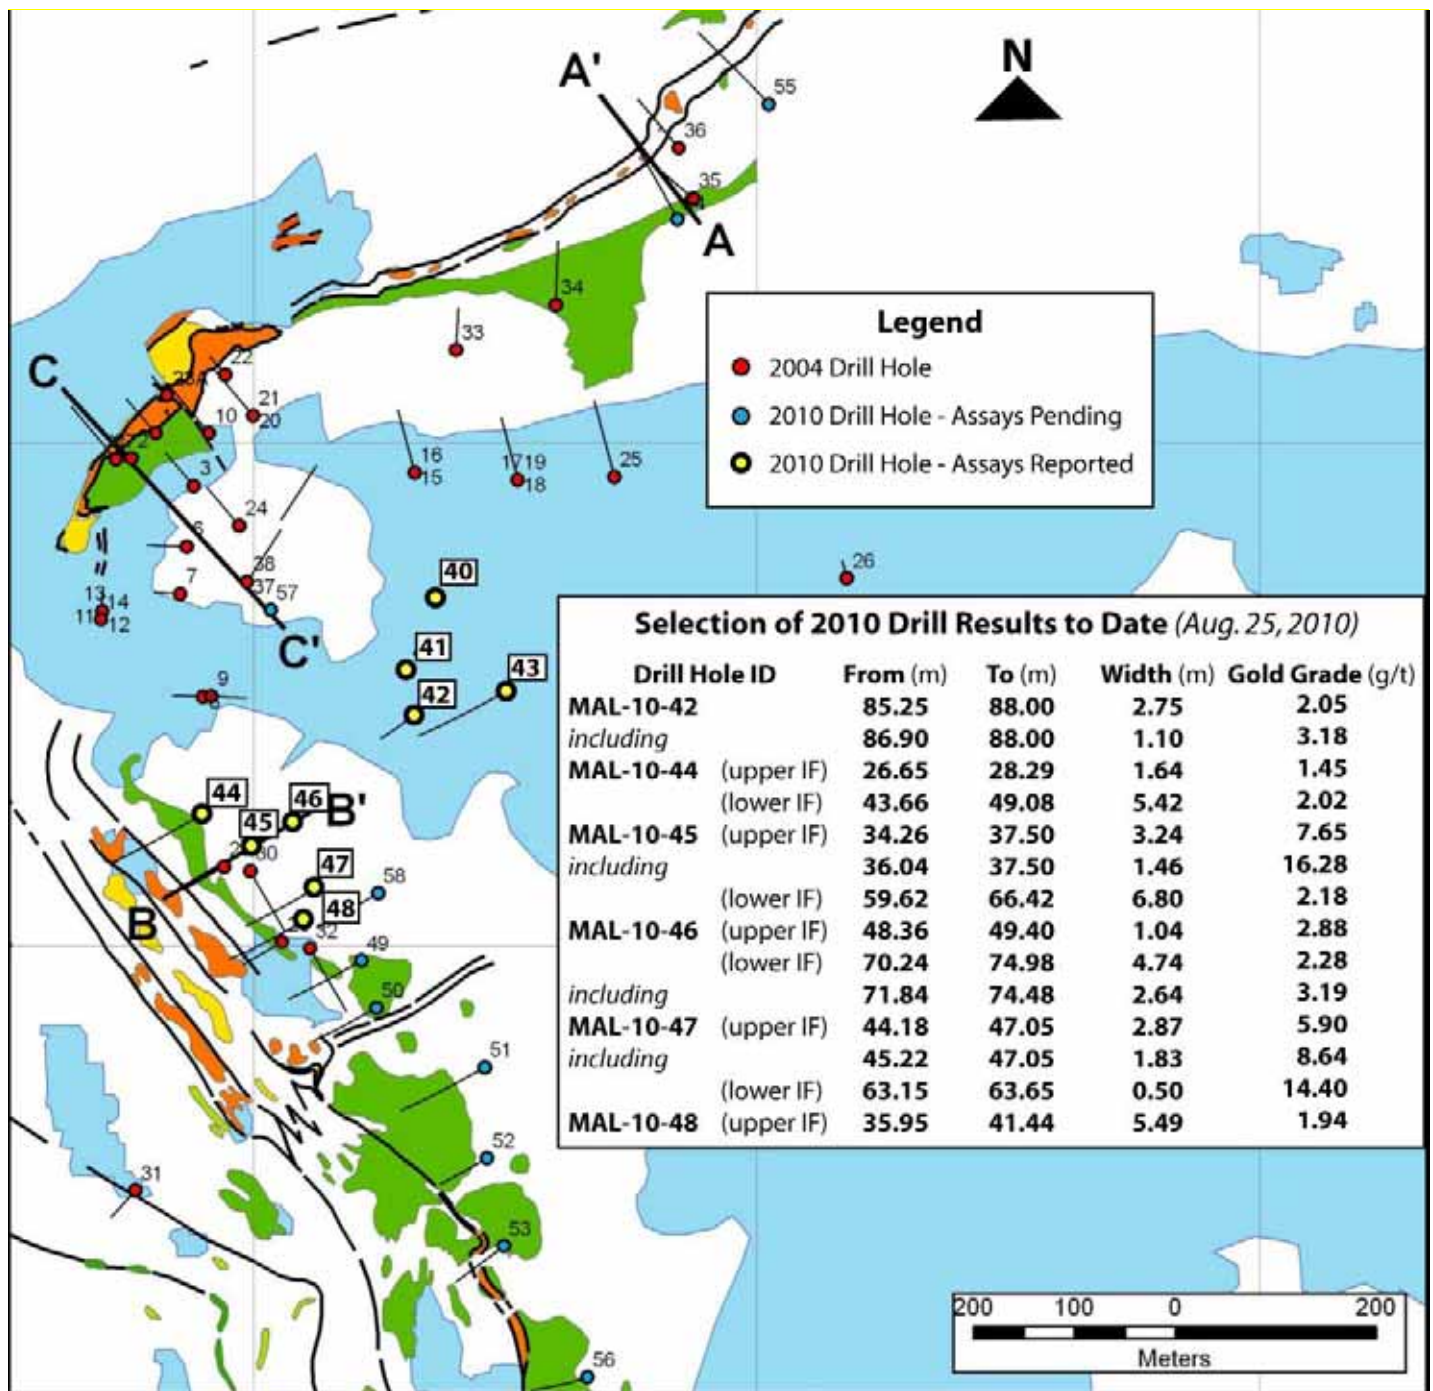 A'
N
55
36
35
A
34
Legend
33
2004 Drill Hole
C
22
2010 Drill Hole - Assays Pending
21
10
20
2010 Drill Hole - Assays Reported
1
2
16
17 19
25
3
15
18
24
6
38
26
40
7
37
57
13
14
11
12
Selection of 2010 Drill Results to Date (Aug. 25, 2010)
C'
41
43
Drill Hole ID From (m) To (m) Width (m) Gold Grade (g/t)
9
42
MAL-10-42 85.25 88.00 2.75 2.05
including 86.90 88.00 1.10 3.18
MAL-10-44 (upper IF) 26.65 28.29 1.64 1.45
44
46
B'
(lower IF) 43.66 49.08 5.42 2.02
45
MAL-10-45 (upper IF) 34.26 37.50 3.24 7.65
47
including 36.04 37.50 1.46 16.28
58
48
(lower IF) 59.62 66.42 6.80 2.18
B
MAL-10-46 (upper IF) 48.36 49.40 1.04 2.88
32
49
(lower IF) 70.24 74.98 4.74 2.28
50
including 71.84 74.48 2.64 3.19
MAL-10-47 (upper IF) 44.18 47.05 2.87 5.90
51
including 45.22 47.05 1.83 8.64
(lower IF) 63.15 63.65 0.50 14.40
MAL-10-48 (upper IF) 35.95 41.44 5.49 1.94
52
31
53
200 100 0 200
Meters
56